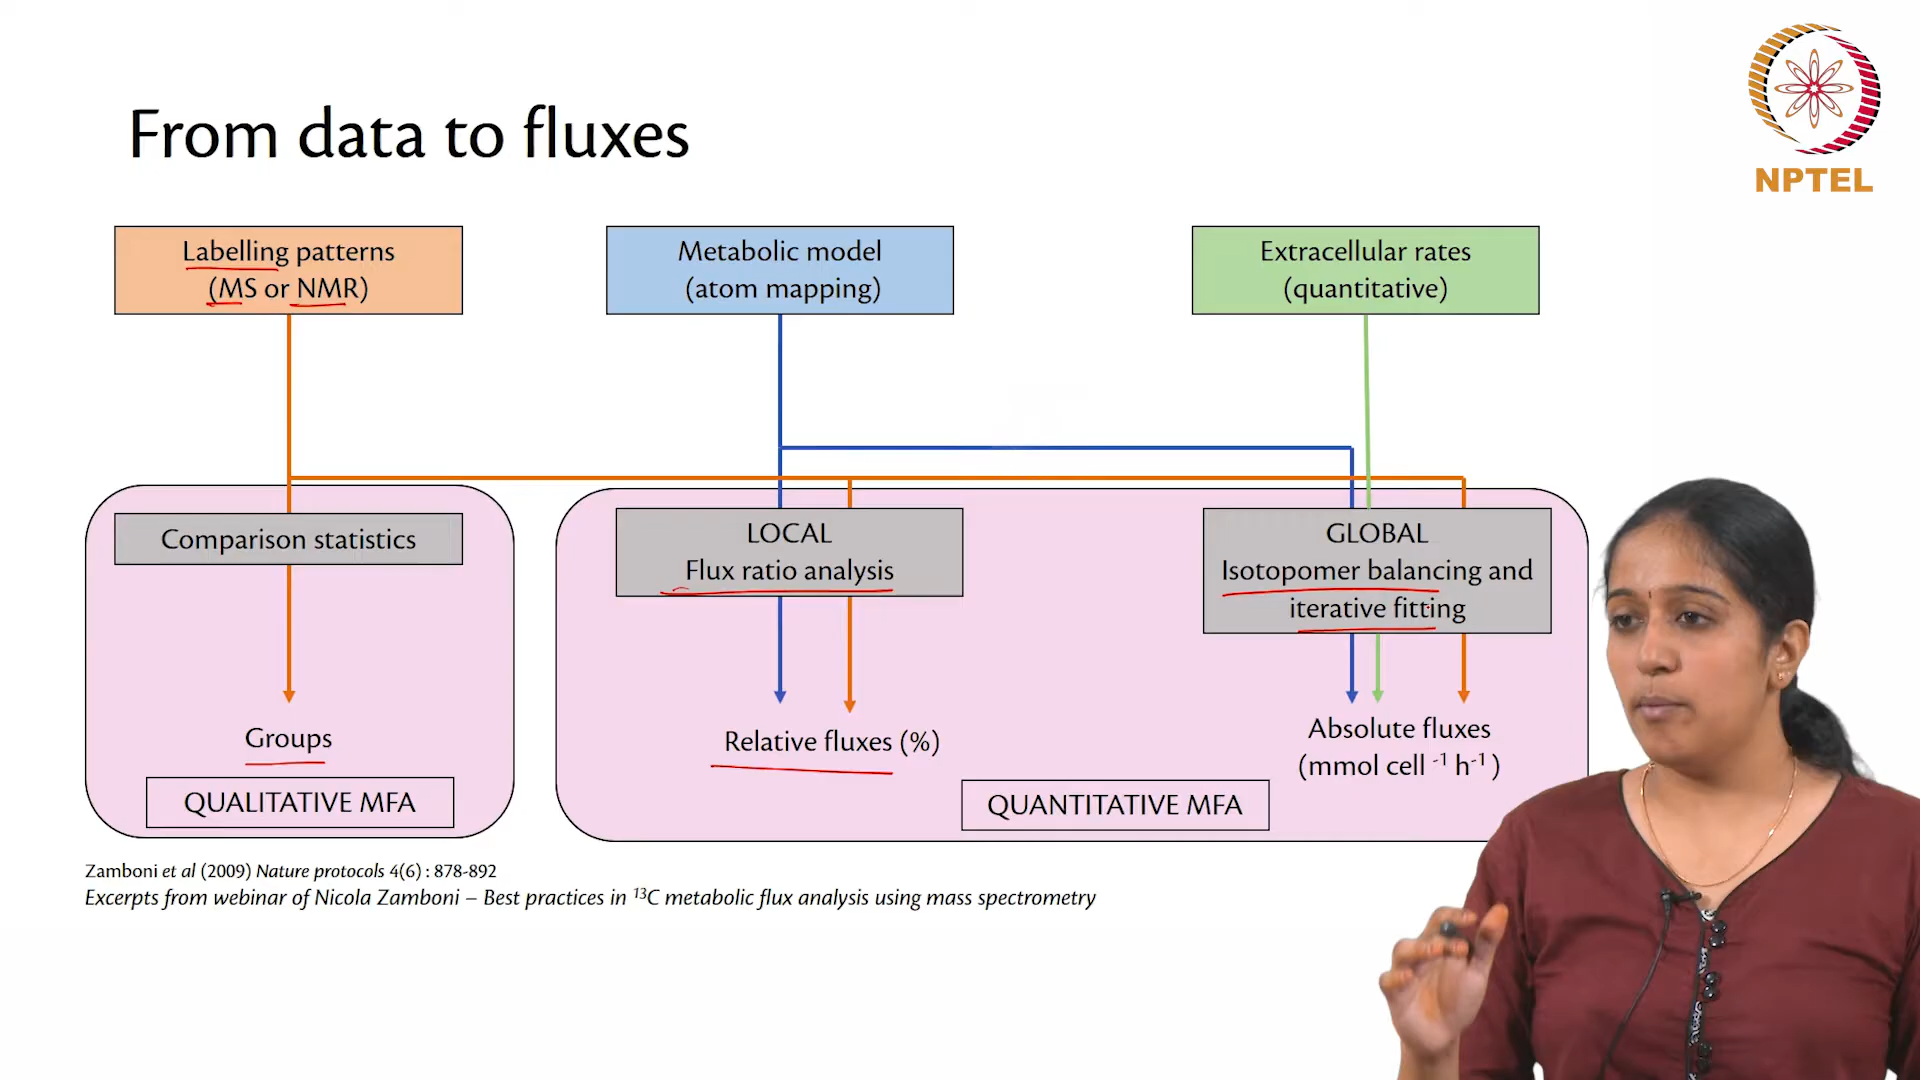 From data to fluxes
NPTEL
Labelling patterns
(MS or NMR)
Metabolic model
(atom mapping)
Extracellular rates
(quantitative)
Comparison statistics
LOCAL
Flux ratio analysis
GLOBAL
Isotopomer balancing and
iterative fitting
Groups
Relative fluxes (%)
Absolute fluxes
(mmol cell ⁻¹ h⁻¹ )
QUALITATIVE MFA
QUANTITATIVE MFA
Zamboni et al (2009) Nature protocols 4(6) : 878-892
Excerpts from webinar of Nicola Zamboni – Best practices in ¹³C metabolic flux analysis using mass spectrometry